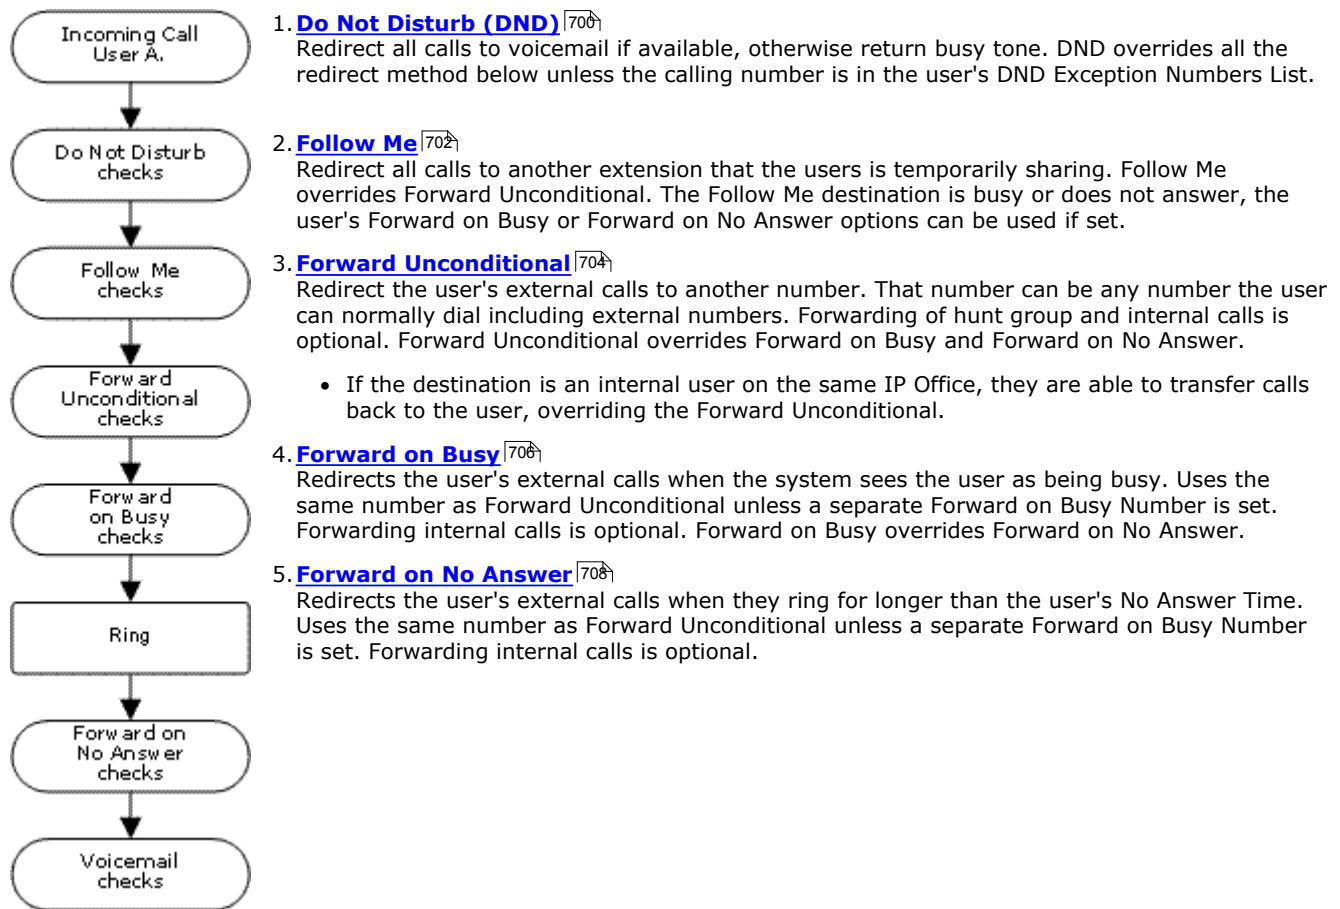 Incoming Call
User A.
Do Not Disturb
checks
Follow Me
checks
Forward
Unconditional
checks
Forward
on Busy
checks
Ring
Forward on
No Answer
checks
Voicemail
checks
1. Do Not Disturb (DND) 700
Redirect all calls to voicemail if available, otherwise return busy tone. DND overrides all the
redirect method below unless the calling number is in the user's DND Exception Numbers List.
2. Follow Me 702
Redirect all calls to another extension that the users is temporarily sharing. Follow Me
overrides Forward Unconditional. The Follow Me destination is busy or does not answer, the
user's Forward on Busy or Forward on No Answer options can be used if set.
3. Forward Unconditional 704
Redirect the user's external calls to another number. That number can be any number the user
can normally dial including external numbers. Forwarding of hunt group and internal calls is
optional. Forward Unconditional overrides Forward on Busy and Forward on No Answer.
• If the destination is an internal user on the same IP Office, they are able to transfer calls
back to the user, overriding the Forward Unconditional.
4. Forward on Busy 706
Redirects the user's external calls when the system sees the user as being busy. Uses the
same number as Forward Unconditional unless a separate Forward on Busy Number is set.
Forwarding internal calls is optional. Forward on Busy overrides Forward on No Answer.
5. Forward on No Answer 708
Redirects the user's external calls when they ring for longer than the user's No Answer Time.
Uses the same number as Forward Unconditional unless a separate Forward on Busy Number
is set. Forwarding internal calls is optional.